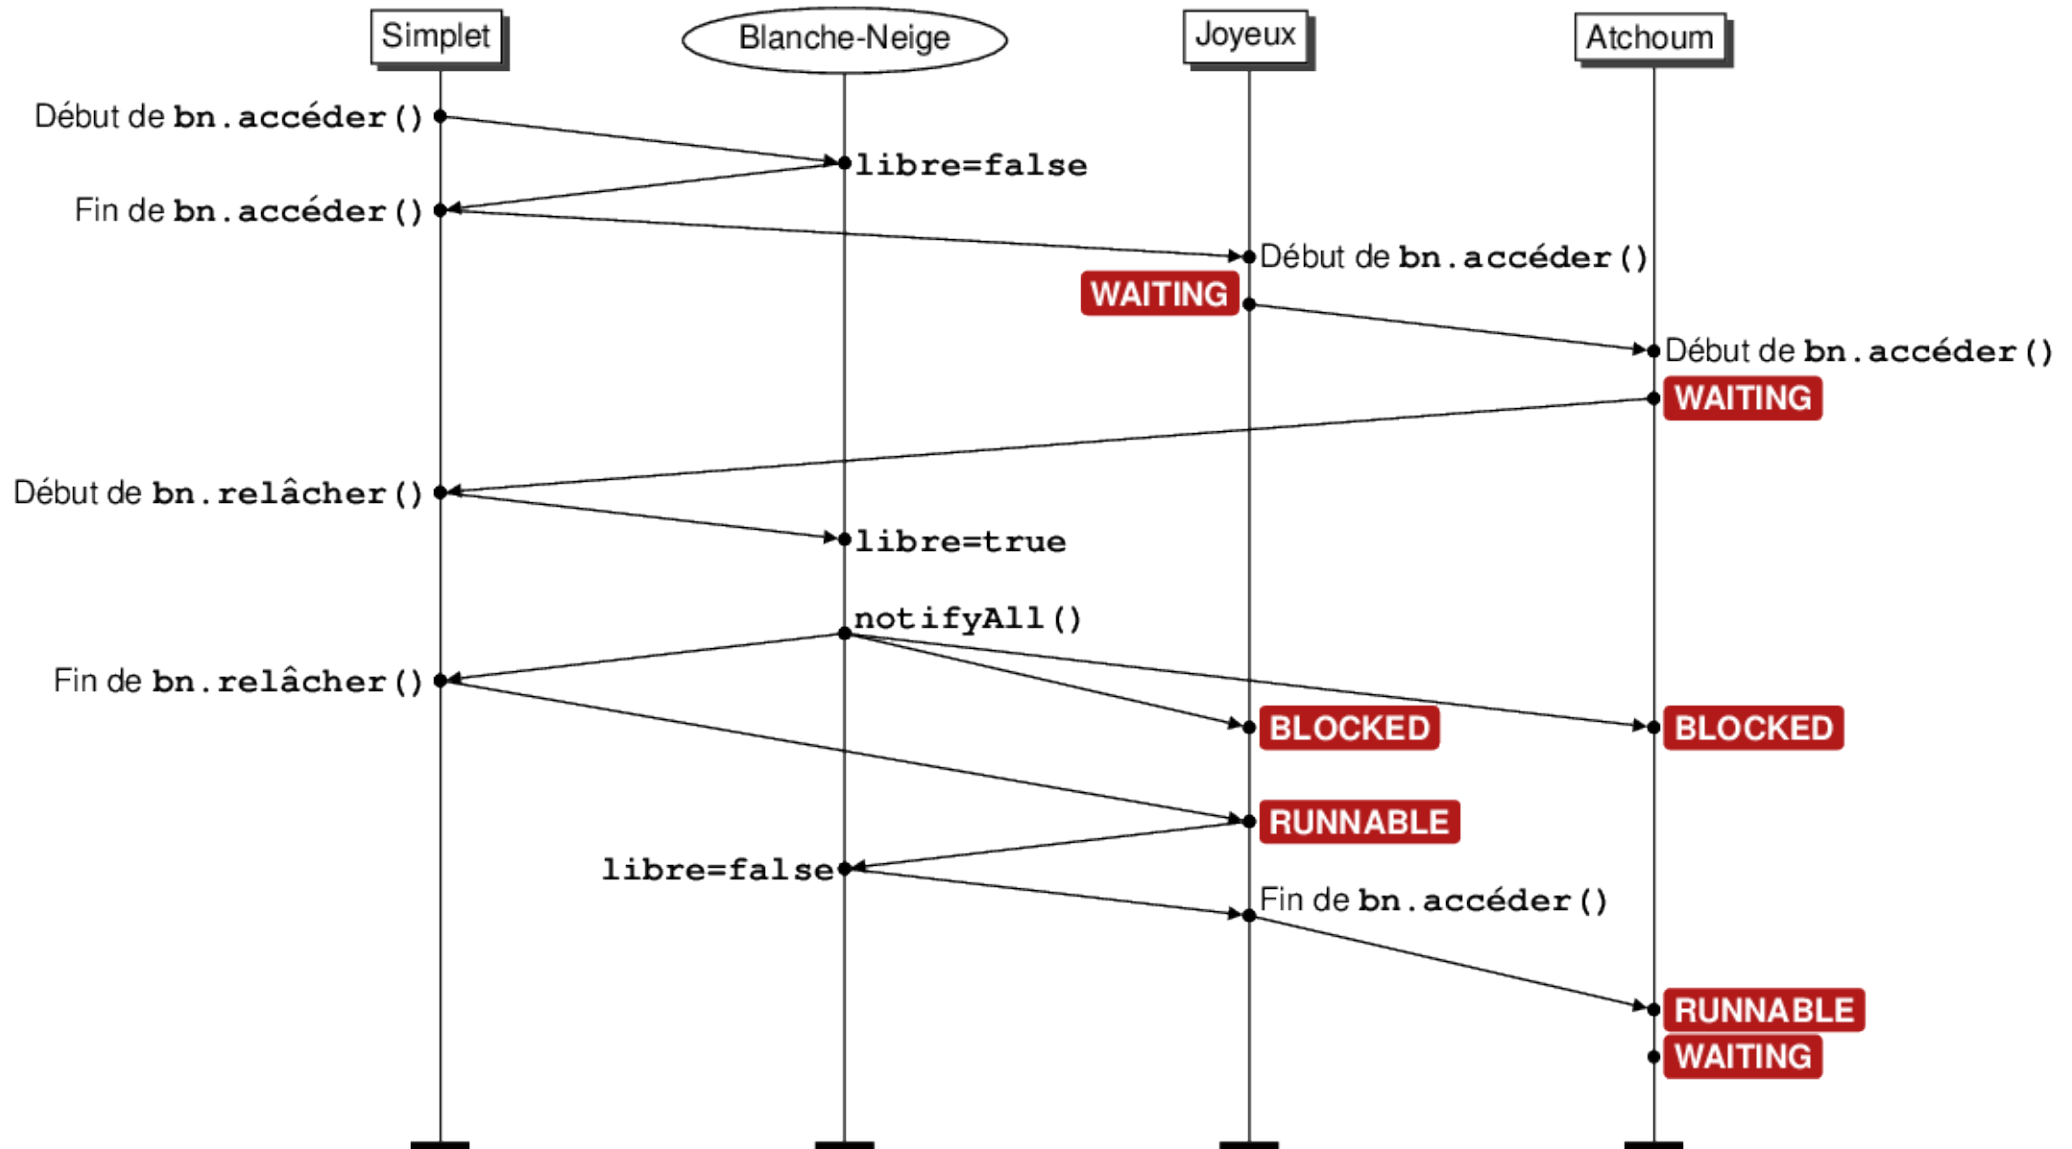 Simplet
Blanche-Neige
Joyeux
Atchoum
Début de bn.accéder()
libre=false
Fin de bn.accéder()
Début de bn.accéder()
WAITING
Début de bn.accéder()
WAITING
Début de bn.relâcher()
libre=true
notifyAll()
Fin de bn.relâcher()
BLOCKED
BLOCKED
RUNNABLE
libre=false
Fin de bn.accéder()
RUNNABLE
WAITING